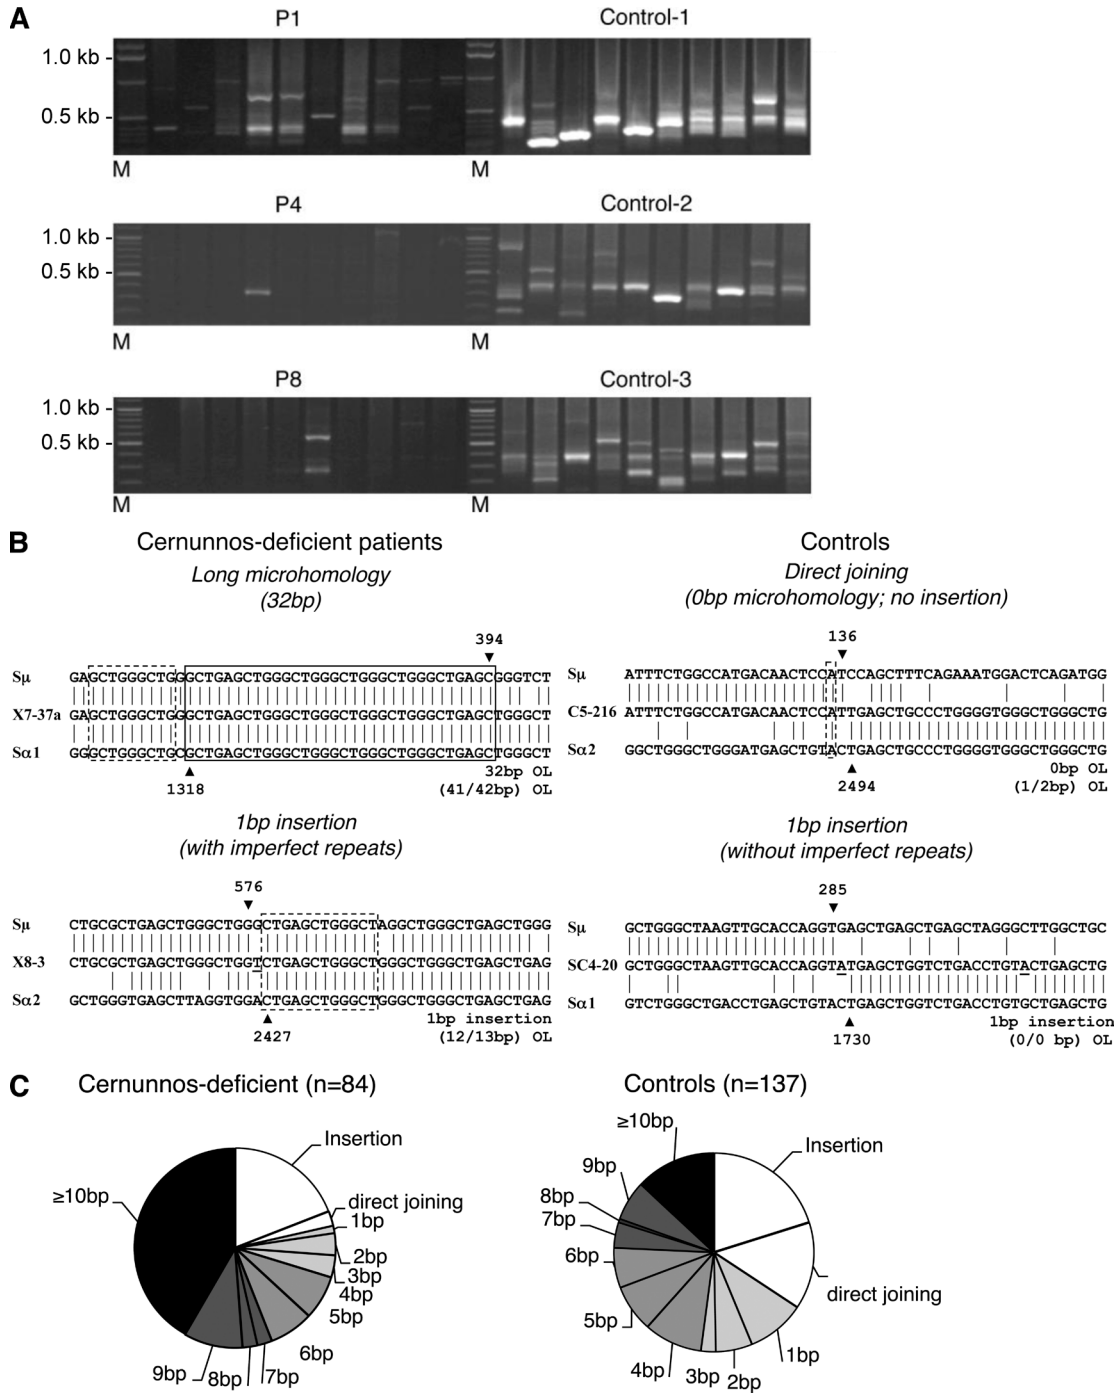 A
P1
Control-1
1.0 kb -
0.5 kb -
M
M
P4
Control-2
1.0 kb -
0.5 kb -
M
M
P8
Control-3
1.0 kb -
0.5 kb -
M
M
B
Cernunnos-deficient patients
Long microhomology
(32bp)
394
Sμ GAGCTGGGCTGGGCTGAGCTGGGCTGGGCTGGGCTGGGCTGAGCGGGTCT
X7-37a GAGCTGGGCTGGGCTGAGCTGGGCTGGGCTGGGCTGGGCTGAGCTGGGCT
Sα1 GGGCTGGGCTGCGCTGAGCTGGGCTGGGCTGGGCTGGGCTGAGCTGGGCT
32bp OL
1318
(41/42bp) OL
1bp insertion
(with imperfect repeats)
576
Sμ CTGCGCTGAGCTGGGCTGGGCTGAGCTGGGCTAGGCTGGGCTGAGCTGGG
X8-3 CTGCGCTGAGCTGGGCTGGTCTGAGCTGGGCTGGGCTGGGCTGAGCTGAG
Sα2 GCTGGGTGAGCTTAGGTGGACTGAGCTGGGCTGGGCTGGGCTGAGCTGAG
1bp insertion
2427
(12/13bp) OL
Controls
Direct joining
(0bp microhomology; no insertion)
136
Sμ ATTTCTGGCCATGACAACTCCATCCAGCTTTCAGAAATGGACTCAGATGG
C5-216 ATTTCTGGCCATGACAACTCCATTGAGCTGCCCTGGGGTGGGCTGGGCTG
Sα2 GGCTGGGCTGGGATGAGCTGTACTGAGCTGCCCTGGGGTGGGCTGGGCTG
0bp OL
2494
(1/2bp) OL
1bp insertion
(without imperfect repeats)
285
Sμ GCTGGGCTAAGTTGCACCAGGTGAGCTGAGCTGAGCTAGGGCTTGGCTGC
SC4-20 GCTGGGCTAAGTTGCACCAGGTATGAGCTGGTCTGACCTGTACTGAGCTG
Sα1 GTCTGGGCTGACCTGAGCTGTACTGAGCTGGTCTGACCTGTGCTGAGCTG
1bp insertion
1730
(0/0 bp) OL
C
Cernunnos-deficient (n=84)
Insertion
direct joining
1bp
2bp
3bp
4bp
5bp
6bp
7bp
8bp
9bp
≥10bp
Controls (n=137)
Insertion
direct joining
1bp
2bp
3bp
4bp
5bp
6bp
7bp
8bp
9bp
≥10bp